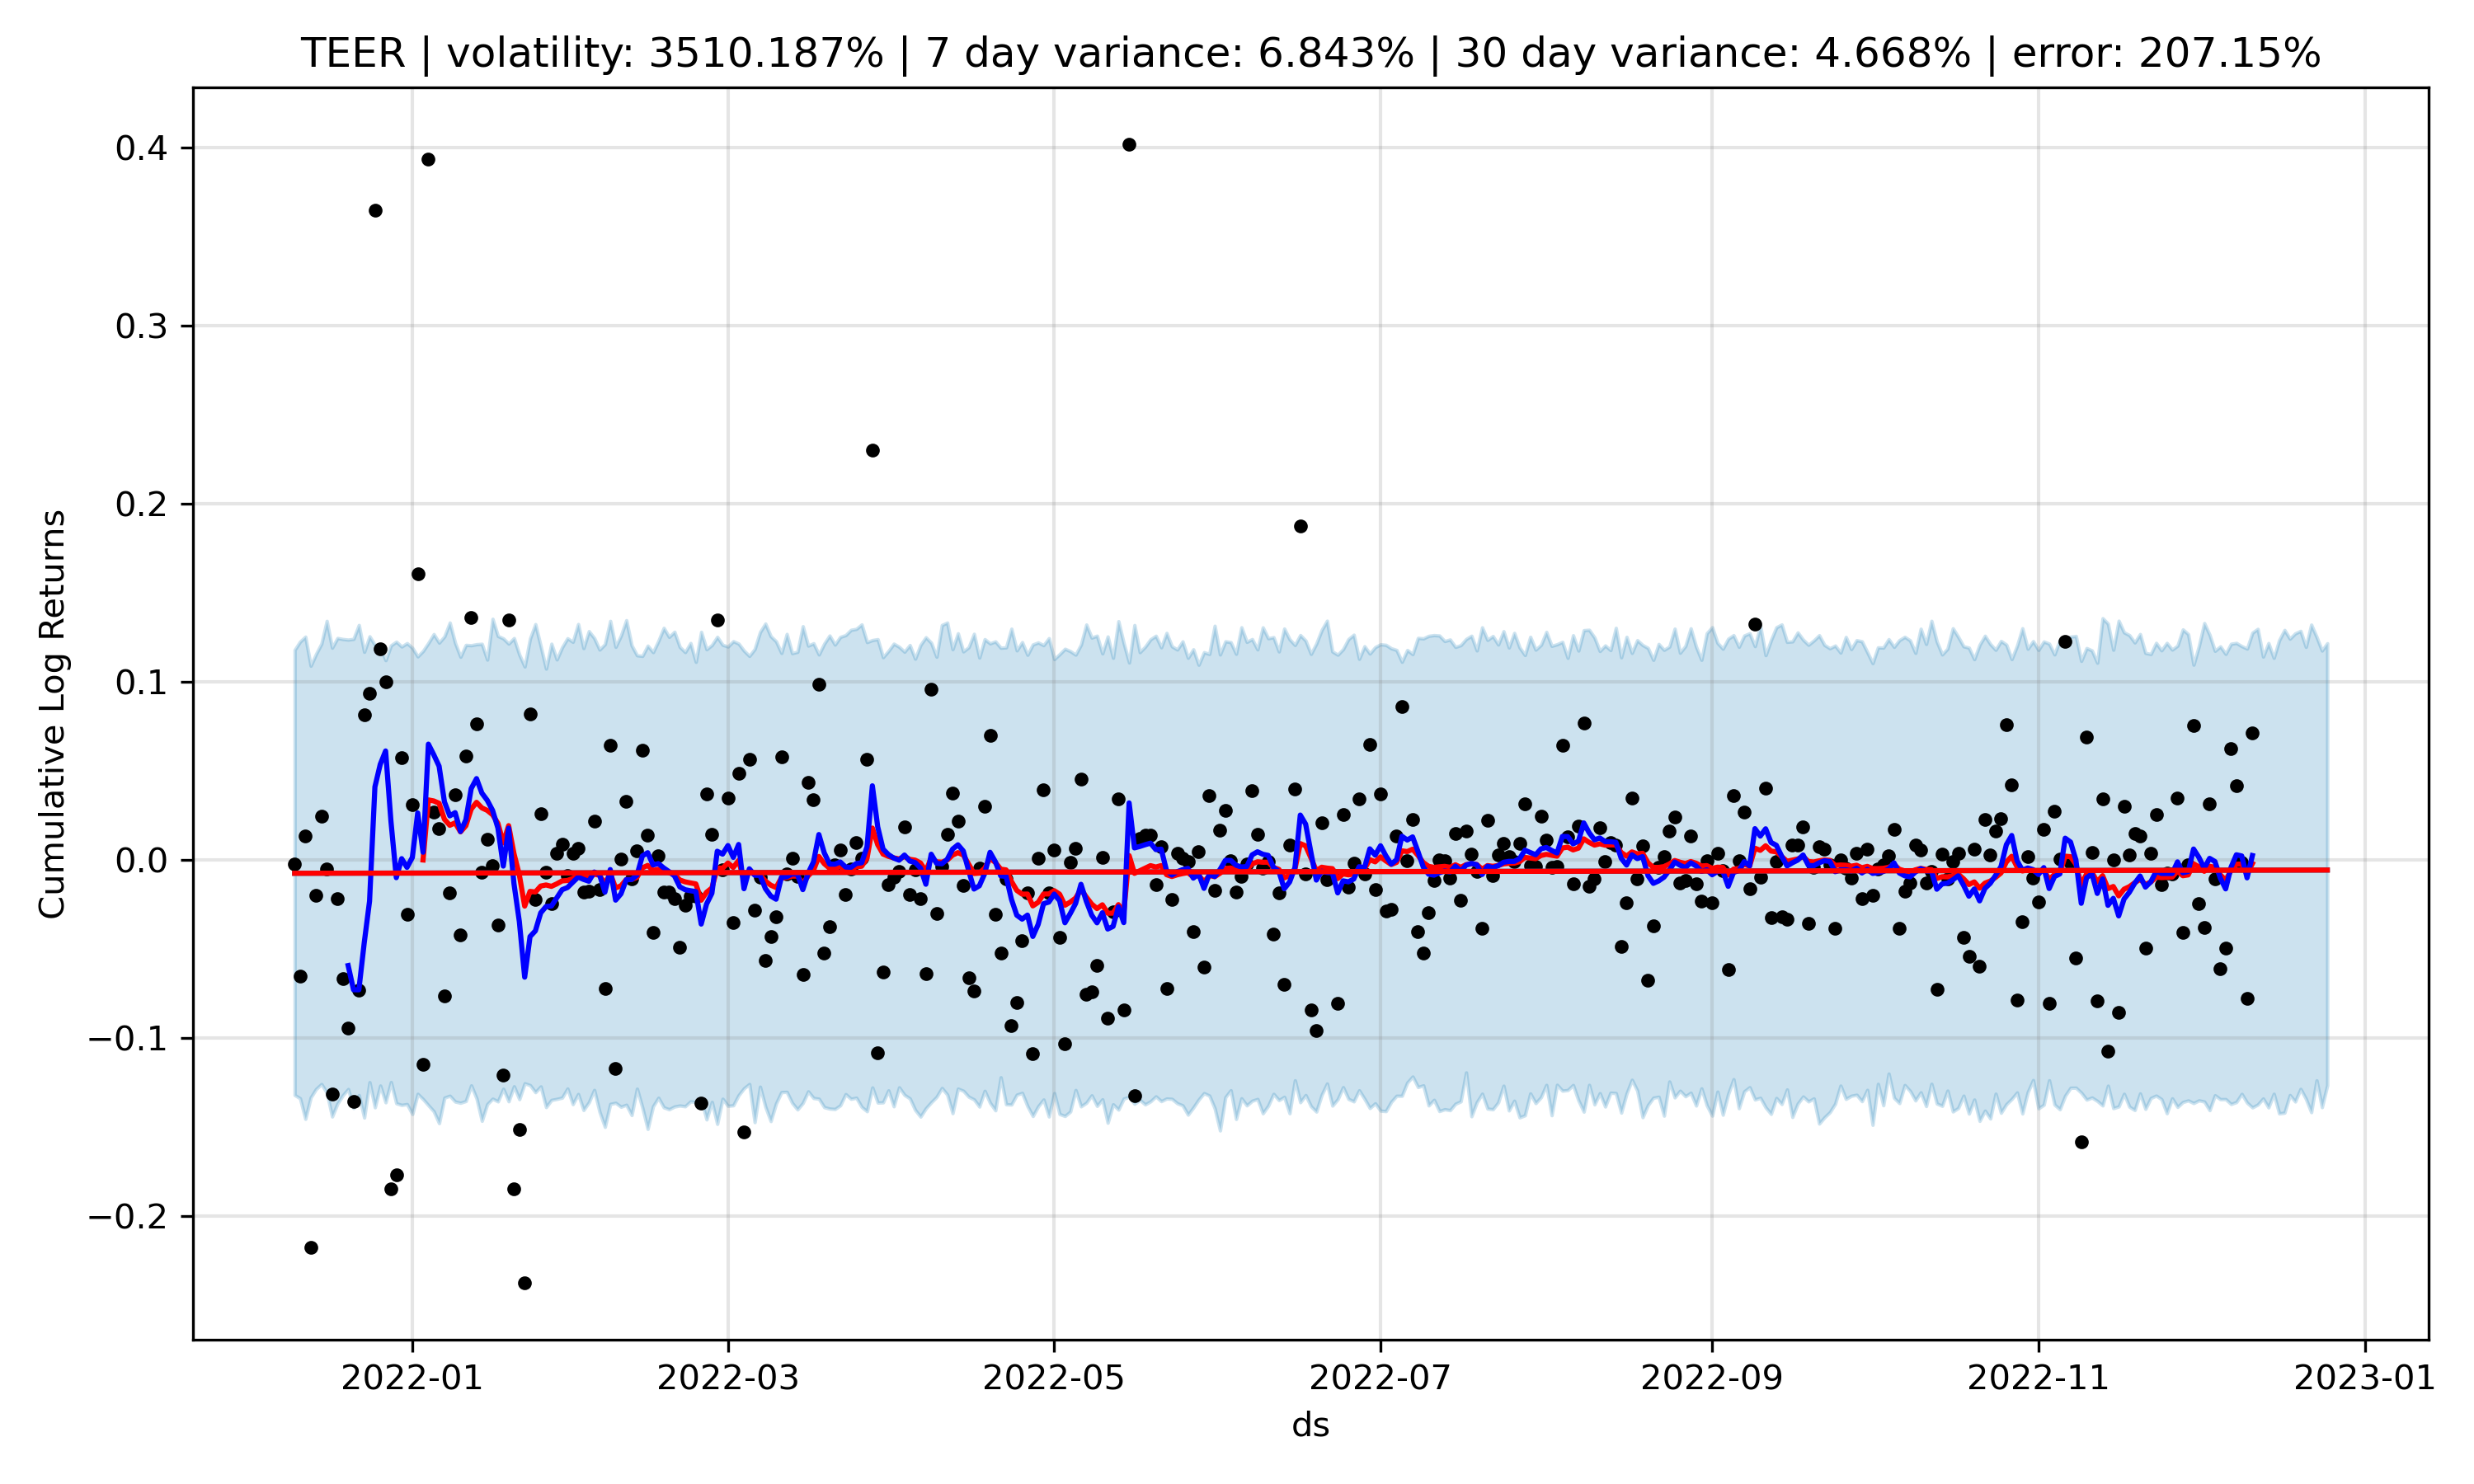 TEER | volatility: 3510.187% | 7 day variance: 6.843% | 30 day variance: 4.668% | error: 207.15%
0.4
0.3
0.2
0.1
0.0
−0.1
−0.2
Cumulative Log Returns
2022-01 2022-03 2022-05 2022-07 2022-09 2022-11 2023-01
ds